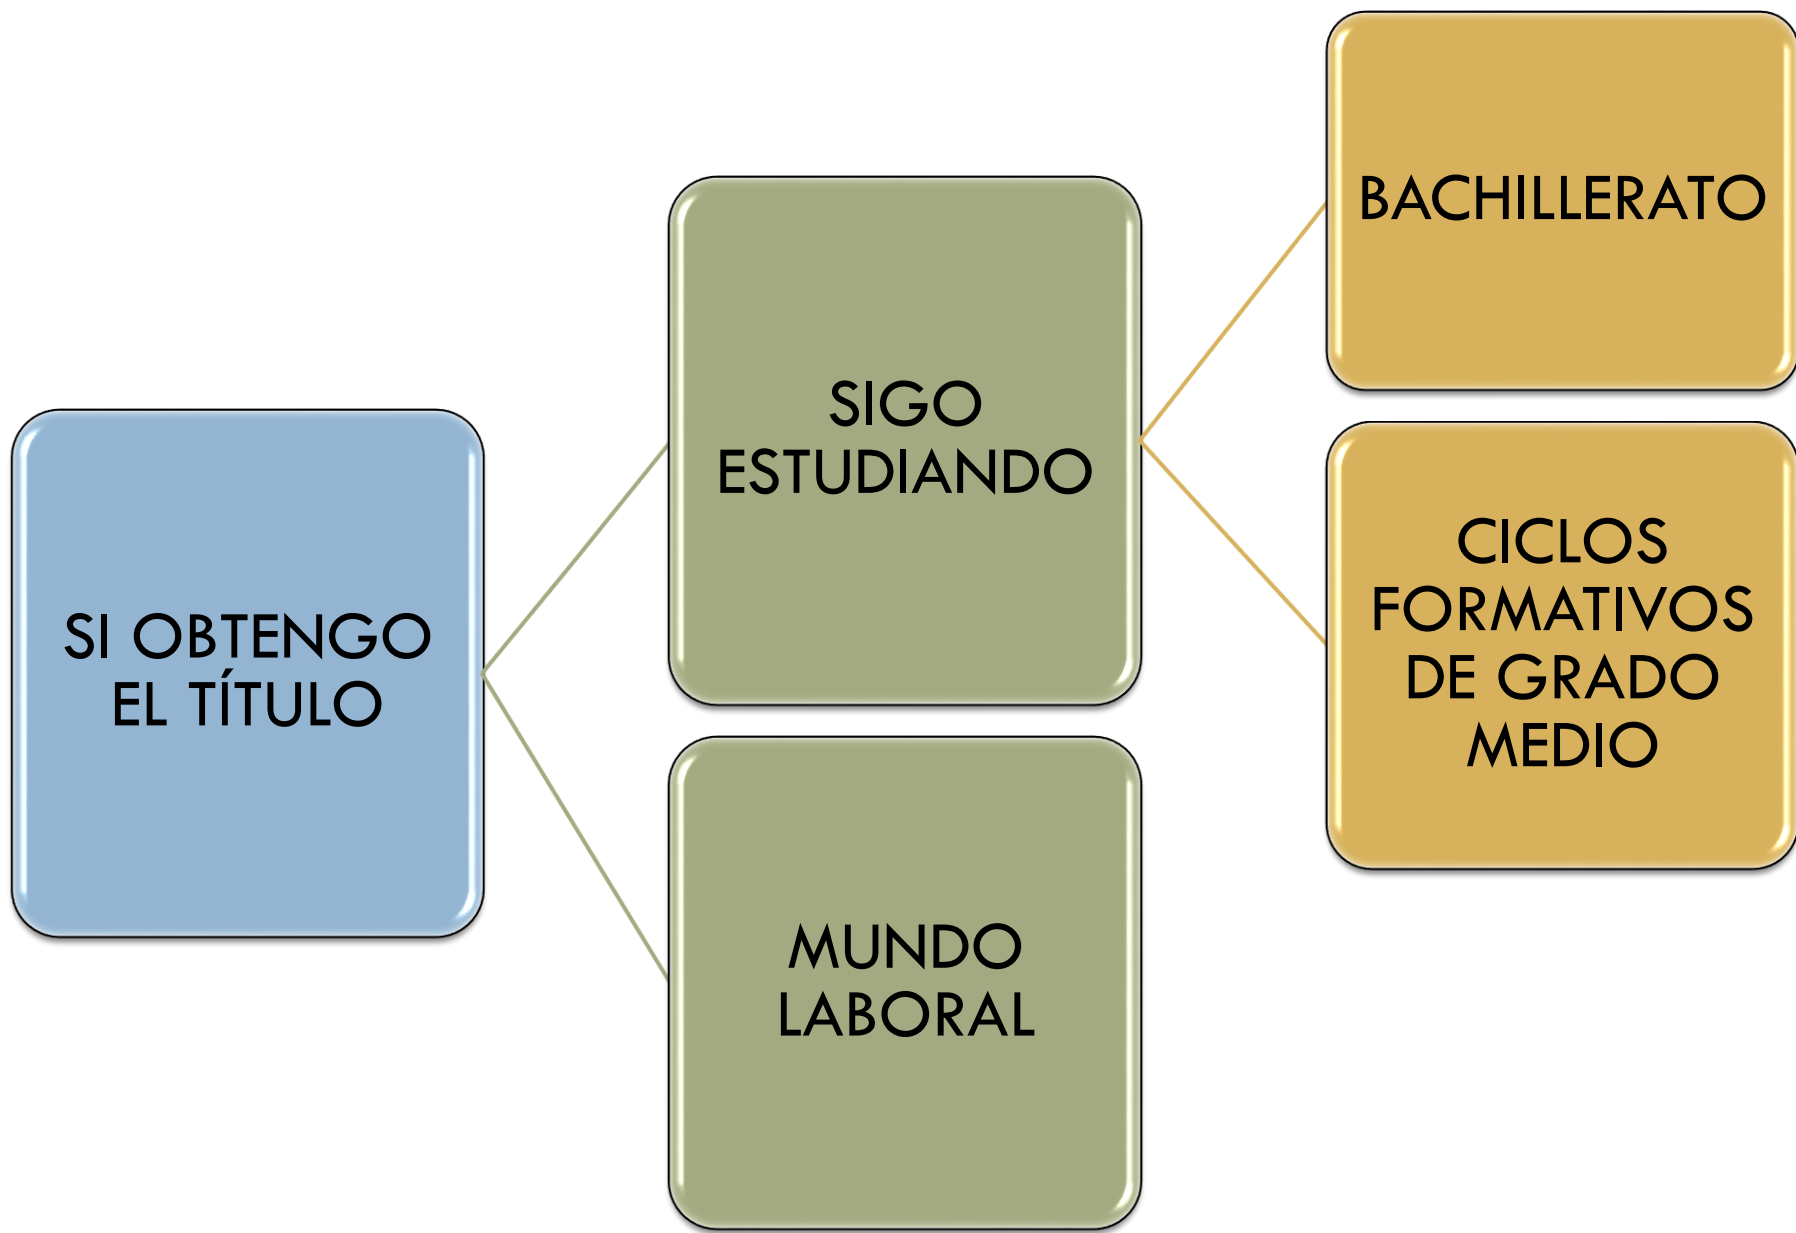 SI OBTENGO
EL TÍTULO
SIGO
ESTUDIANDO
BACHILLERATO
CICLOS
FORMATIVOS
DE GRADO
MEDIO
MUNDO
LABORAL